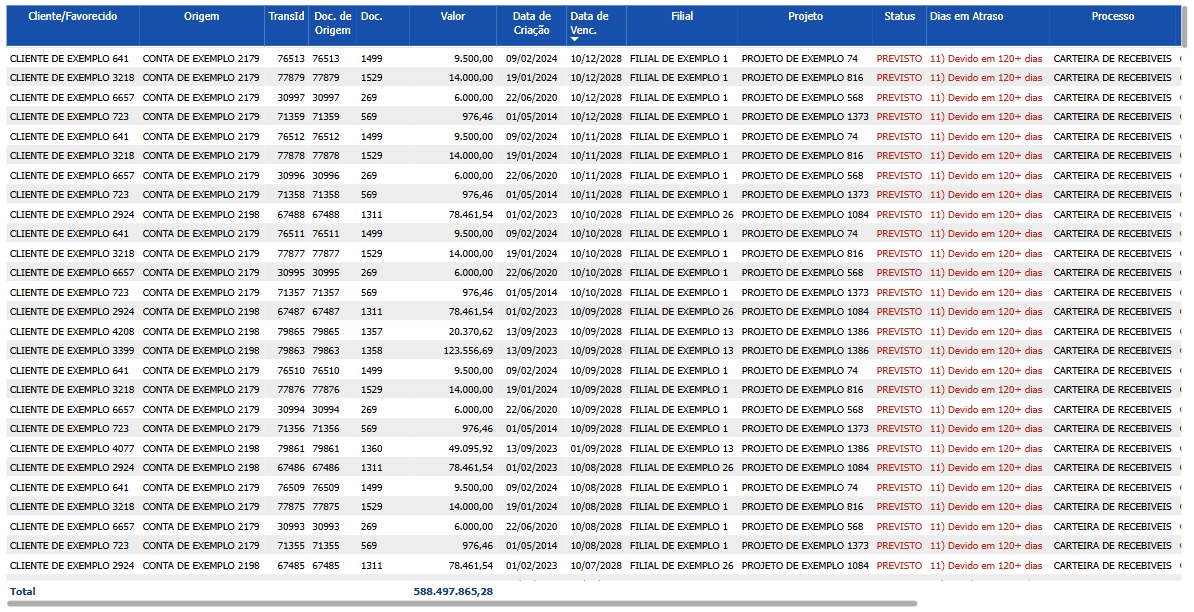 Cliente/Favorecido Origem TransId Doc. de Origem Doc. Valor Data de Criação Data de Venc. Filial Projeto Status Dias em Atraso Processo
CLIENTE DE EXEMPLO 641 CONTA DE EXEMPLO 2179 76513 76513 1499 9.500,00 09/02/2024 10/12/2028 FILIAL DE EXEMPLO 1 PROJETO DE EXEMPLO 74 PREVISTO 11) Devido em 120+ dias CARTEIRA DE RECEBIVEIS
CLIENTE DE EXEMPLO 3218 CONTA DE EXEMPLO 2179 77879 77879 1529 14.000,00 19/01/2024 10/12/2028 FILIAL DE EXEMPLO 1 PROJETO DE EXEMPLO 816 PREVISTO 11) Devido em 120+ dias CARTEIRA DE RECEBIVEIS
CLIENTE DE EXEMPLO 6657 CONTA DE EXEMPLO 2179 30997 30997 269 6.000,00 22/06/2020 10/12/2028 FILIAL DE EXEMPLO 1 PROJETO DE EXEMPLO 568 PREVISTO 11) Devido em 120+ dias CARTEIRA DE RECEBIVEIS
CLIENTE DE EXEMPLO 723 CONTA DE EXEMPLO 2179 71359 71359 569 976,46 01/05/2014 10/12/2028 FILIAL DE EXEMPLO 1 PROJETO DE EXEMPLO 1373 PREVISTO 11) Devido em 120+ dias CARTEIRA DE RECEBIVEIS
CLIENTE DE EXEMPLO 641 CONTA DE EXEMPLO 2179 76512 76512 1499 9.500,00 09/02/2024 10/11/2028 FILIAL DE EXEMPLO 1 PROJETO DE EXEMPLO 74 PREVISTO 11) Devido em 120+ dias CARTEIRA DE RECEBIVEIS
CLIENTE DE EXEMPLO 3218 CONTA DE EXEMPLO 2179 77878 77878 1529 14.000,00 19/01/2024 10/11/2028 FILIAL DE EXEMPLO 1 PROJETO DE EXEMPLO 816 PREVISTO 11) Devido em 120+ dias CARTEIRA DE RECEBIVEIS
CLIENTE DE EXEMPLO 6657 CONTA DE EXEMPLO 2179 30996 30996 269 6.000,00 22/06/2020 10/11/2028 FILIAL DE EXEMPLO 1 PROJETO DE EXEMPLO 568 PREVISTO 11) Devido em 120+ dias CARTEIRA DE RECEBIVEIS
CLIENTE DE EXEMPLO 723 CONTA DE EXEMPLO 2179 71358 71358 569 976,46 01/05/2014 10/11/2028 FILIAL DE EXEMPLO 1 PROJETO DE EXEMPLO 1373 PREVISTO 11) Devido em 120+ dias CARTEIRA DE RECEBIVEIS
CLIENTE DE EXEMPLO 2924 CONTA DE EXEMPLO 2198 67488 67488 1311 78.461,54 01/02/2023 10/10/2028 FILIAL DE EXEMPLO 26 PROJETO DE EXEMPLO 1084 PREVISTO 11) Devido em 120+ dias CARTEIRA DE RECEBIVEIS
CLIENTE DE EXEMPLO 641 CONTA DE EXEMPLO 2179 76511 76511 1499 9.500,00 09/02/2024 10/10/2028 FILIAL DE EXEMPLO 1 PROJETO DE EXEMPLO 74 PREVISTO 11) Devido em 120+ dias CARTEIRA DE RECEBIVEIS
CLIENTE DE EXEMPLO 3218 CONTA DE EXEMPLO 2179 77877 77877 1529 14.000,00 19/01/2024 10/10/2028 FILIAL DE EXEMPLO 1 PROJETO DE EXEMPLO 816 PREVISTO 11) Devido em 120+ dias CARTEIRA DE RECEBIVEIS
CLIENTE DE EXEMPLO 6657 CONTA DE EXEMPLO 2179 30995 30995 269 6.000,00 22/06/2020 10/10/2028 FILIAL DE EXEMPLO 1 PROJETO DE EXEMPLO 568 PREVISTO 11) Devido em 120+ dias CARTEIRA DE RECEBIVEIS
CLIENTE DE EXEMPLO 723 CONTA DE EXEMPLO 2179 71357 71357 569 976,46 01/05/2014 10/10/2028 FILIAL DE EXEMPLO 1 PROJETO DE EXEMPLO 1373 PREVISTO 11) Devido em 120+ dias CARTEIRA DE RECEBIVEIS
CLIENTE DE EXEMPLO 2924 CONTA DE EXEMPLO 2198 67487 67487 1311 78.461,54 01/02/2023 10/09/2028 FILIAL DE EXEMPLO 26 PROJETO DE EXEMPLO 1084 PREVISTO 11) Devido em 120+ dias CARTEIRA DE RECEBIVEIS
CLIENTE DE EXEMPLO 4208 CONTA DE EXEMPLO 2198 79865 79865 1357 20.370,62 13/09/2023 10/09/2028 FILIAL DE EXEMPLO 13 PROJETO DE EXEMPLO 1386 PREVISTO 11) Devido em 120+ dias CARTEIRA DE RECEBIVEIS
CLIENTE DE EXEMPLO 3399 CONTA DE EXEMPLO 2198 79863 79863 1358 123.556,69 13/09/2023 10/09/2028 FILIAL DE EXEMPLO 13 PROJETO DE EXEMPLO 1386 PREVISTO 11) Devido em 120+ dias CARTEIRA DE RECEBIVEIS
CLIENTE DE EXEMPLO 641 CONTA DE EXEMPLO 2179 76510 76510 1499 9.500,00 09/02/2024 10/09/2028 FILIAL DE EXEMPLO 1 PROJETO DE EXEMPLO 74 PREVISTO 11) Devido em 120+ dias CARTEIRA DE RECEBIVEIS
CLIENTE DE EXEMPLO 3218 CONTA DE EXEMPLO 2179 77876 77876 1529 14.000,00 19/01/2024 10/09/2028 FILIAL DE EXEMPLO 1 PROJETO DE EXEMPLO 816 PREVISTO 11) Devido em 120+ dias CARTEIRA DE RECEBIVEIS
CLIENTE DE EXEMPLO 6657 CONTA DE EXEMPLO 2179 30994 30994 269 6.000,00 22/06/2020 10/09/2028 FILIAL DE EXEMPLO 1 PROJETO DE EXEMPLO 568 PREVISTO 11) Devido em 120+ dias CARTEIRA DE RECEBIVEIS
CLIENTE DE EXEMPLO 723 CONTA DE EXEMPLO 2179 71356 71356 569 976,46 01/05/2014 10/09/2028 FILIAL DE EXEMPLO 1 PROJETO DE EXEMPLO 1373 PREVISTO 11) Devido em 120+ dias CARTEIRA DE RECEBIVEIS
CLIENTE DE EXEMPLO 4077 CONTA DE EXEMPLO 2198 79861 79861 1360 49.095,92 13/09/2023 01/09/2028 FILIAL DE EXEMPLO 13 PROJETO DE EXEMPLO 1386 PREVISTO 11) Devido em 120+ dias CARTEIRA DE RECEBIVEIS
CLIENTE DE EXEMPLO 2924 CONTA DE EXEMPLO 2198 67486 67486 1311 78.461,54 01/02/2023 10/08/2028 FILIAL DE EXEMPLO 26 PROJETO DE EXEMPLO 1084 PREVISTO 11) Devido em 120+ dias CARTEIRA DE RECEBIVEIS
CLIENTE DE EXEMPLO 641 CONTA DE EXEMPLO 2179 76509 76509 1499 9.500,00 09/02/2024 10/08/2028 FILIAL DE EXEMPLO 1 PROJETO DE EXEMPLO 74 PREVISTO 11) Devido em 120+ dias CARTEIRA DE RECEBIVEIS
CLIENTE DE EXEMPLO 3218 CONTA DE EXEMPLO 2179 77875 77875 1529 14.000,00 19/01/2024 10/08/2028 FILIAL DE EXEMPLO 1 PROJETO DE EXEMPLO 816 PREVISTO 11) Devido em 120+ dias CARTEIRA DE RECEBIVEIS
CLIENTE DE EXEMPLO 6657 CONTA DE EXEMPLO 2179 30993 30993 269 6.000,00 22/06/2020 10/08/2028 FILIAL DE EXEMPLO 1 PROJETO DE EXEMPLO 568 PREVISTO 11) Devido em 120+ dias CARTEIRA DE RECEBIVEIS
CLIENTE DE EXEMPLO 723 CONTA DE EXEMPLO 2179 71355 71355 569 976,46 01/05/2014 10/08/2028 FILIAL DE EXEMPLO 1 PROJETO DE EXEMPLO 1373 PREVISTO 11) Devido em 120+ dias CARTEIRA DE RECEBIVEIS
CLIENTE DE EXEMPLO 2924 CONTA DE EXEMPLO 2198 67485 67485 1311 78.461,54 01/02/2023 10/07/2028 FILIAL DE EXEMPLO 26 PROJETO DE EXEMPLO 1084 PREVISTO 11) Devido em 120+ dias CARTEIRA DE RECEBIVEIS
Total 588.497.865,28